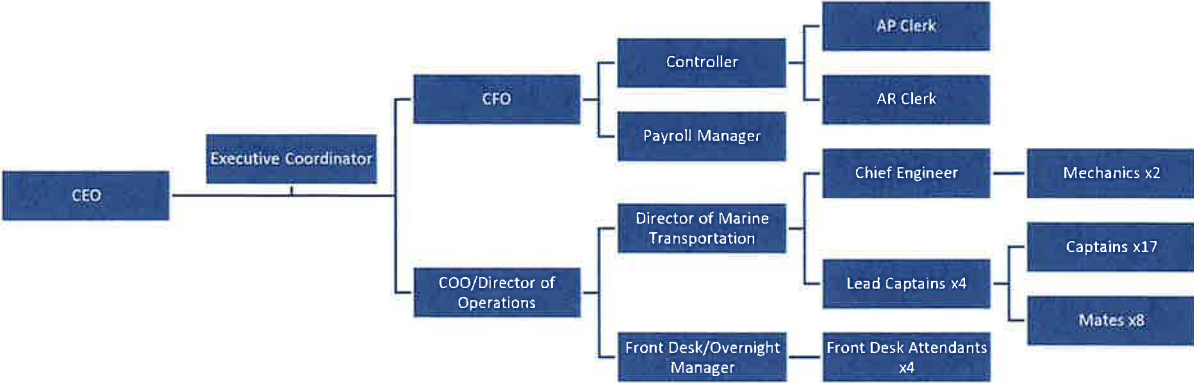 CEO
Executive Coordinator
CFO
Controller
AP Clerk
AR Clerk
Payroll Manager
COO/Director of
Operations
Director of Marine
Transportation
Chief Engineer
Mechanics x2
Lead Captains x4
Captains x17
Mates x8
Front Desk/Overnight
Manager
Front Desk Attendants
x4